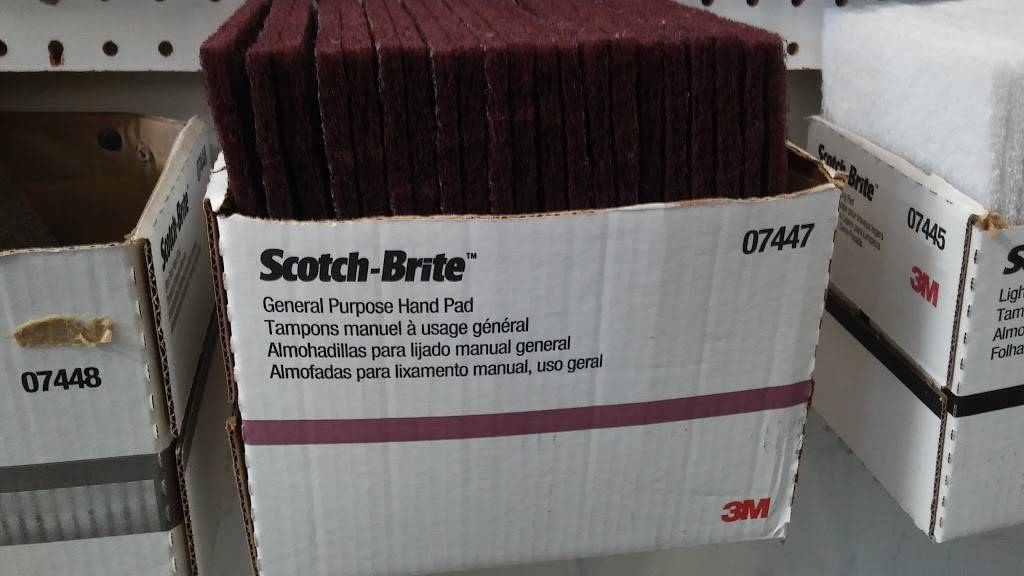 Scotch-Brite™
07447
General Purpose Hand Pad
Tampons manuel à usage général
Almohadillas para lijado manual general
Almofadas para lixamento manual, uso geral
3M
07448
Scotch-Brite
Scotch-Brite™
07445
3M